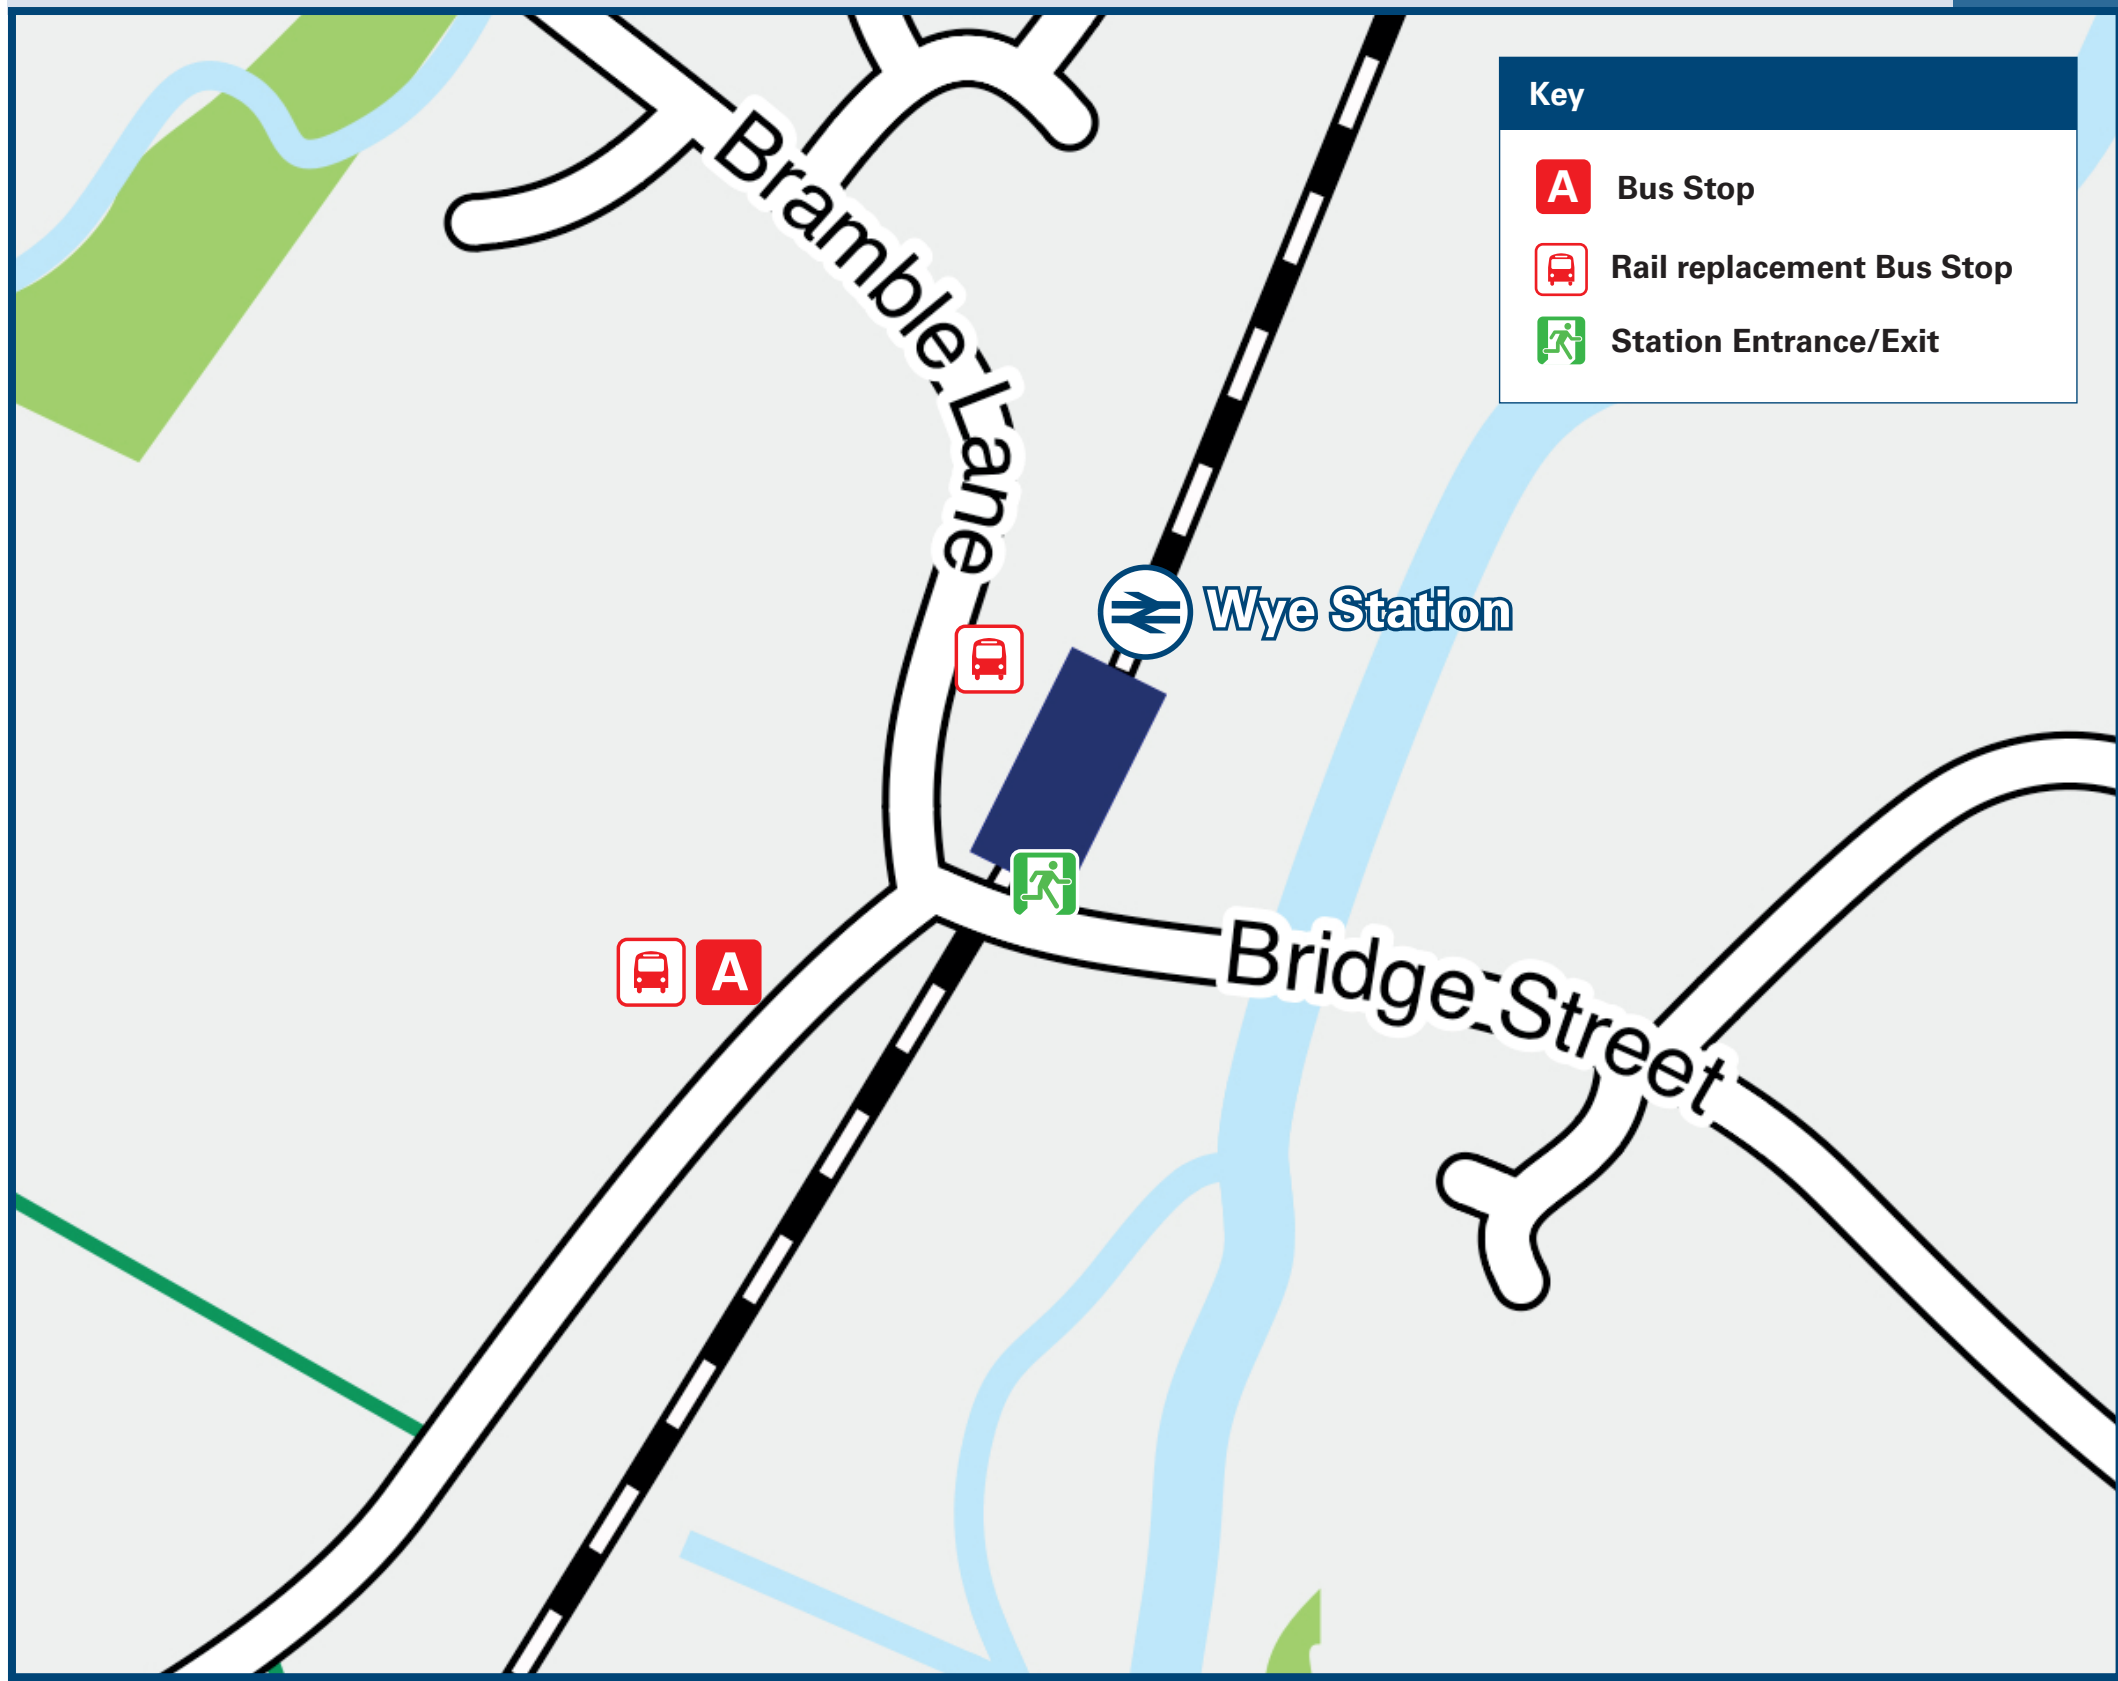 Key
A Bus Stop
Rail replacement Bus Stop
Station Entrance/Exit
Bramble Lane
Wye Station
A
Bridge Street